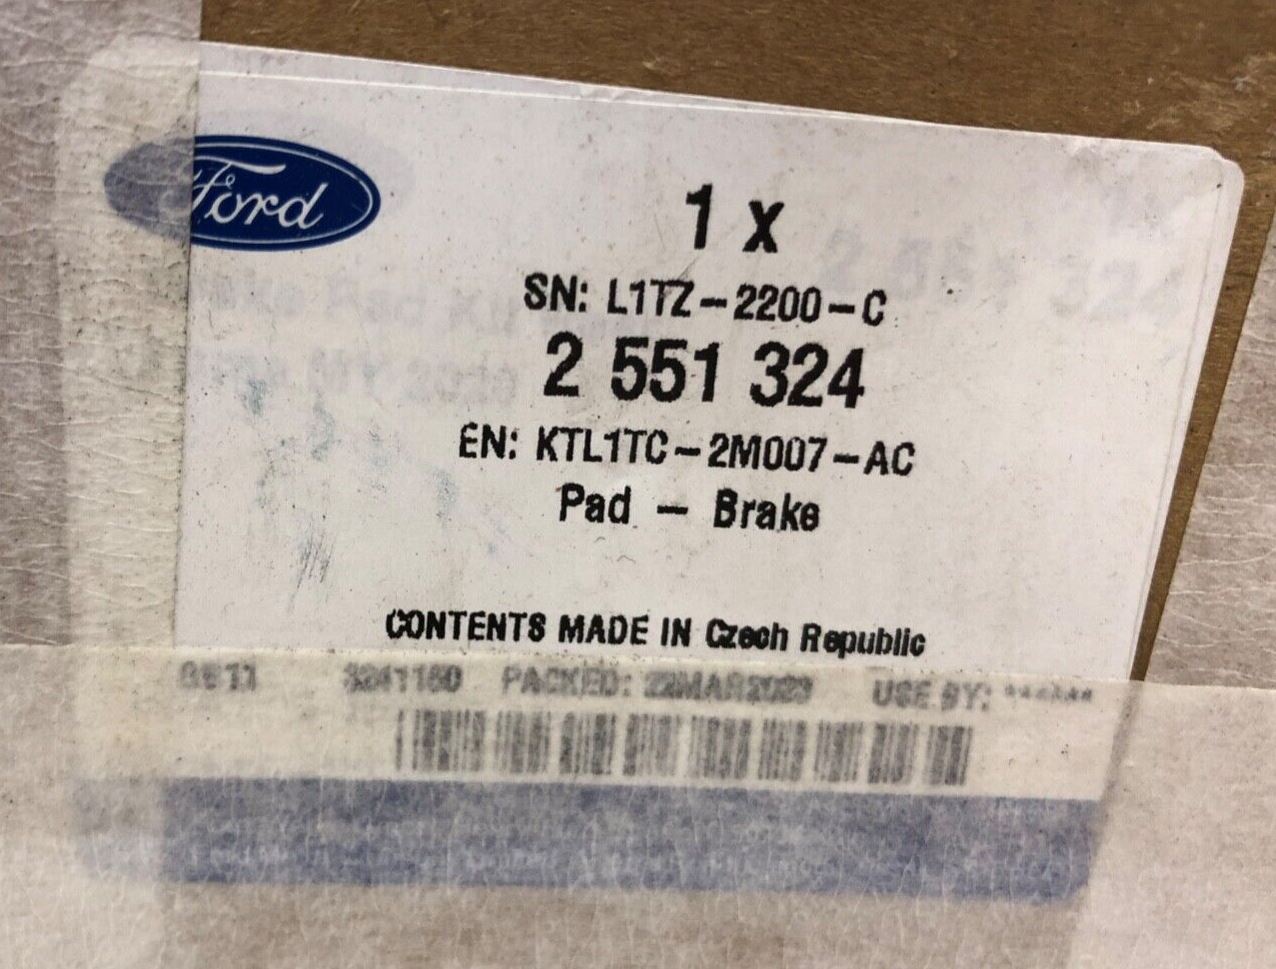 Ford
1 x
SN: L1TZ-2200-C
2 551 324
EN: KTL1TC-2M007-AC
Pad - Brake
CONTENTS MADE IN Czech Republic
PACKED: 22MAR2023 USE BY: ******